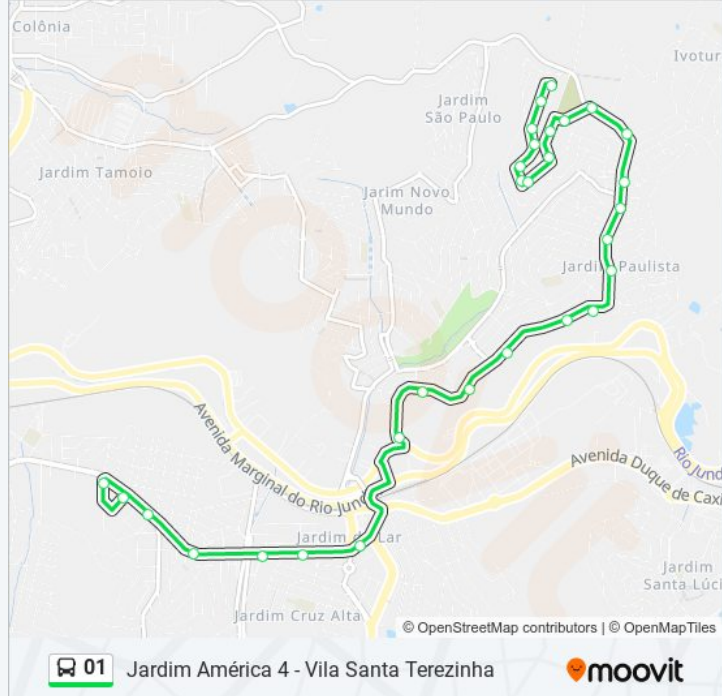 Colônia
Ivotur
Jardim
São Paulo
Jardim Tamoio
Jarim Novo
Mundo
Jardim Paulista
Avenida Marginal do Rio Jund
Rio Jund
Avenida Duque de Caxi
Jardim do Lar
Jardim
Santa Lúci
Jardim Cruz Alta
© OpenStreetMap contributors | © OpenMapTiles
01 Jardim América 4 - Vila Santa Terezinha moovit